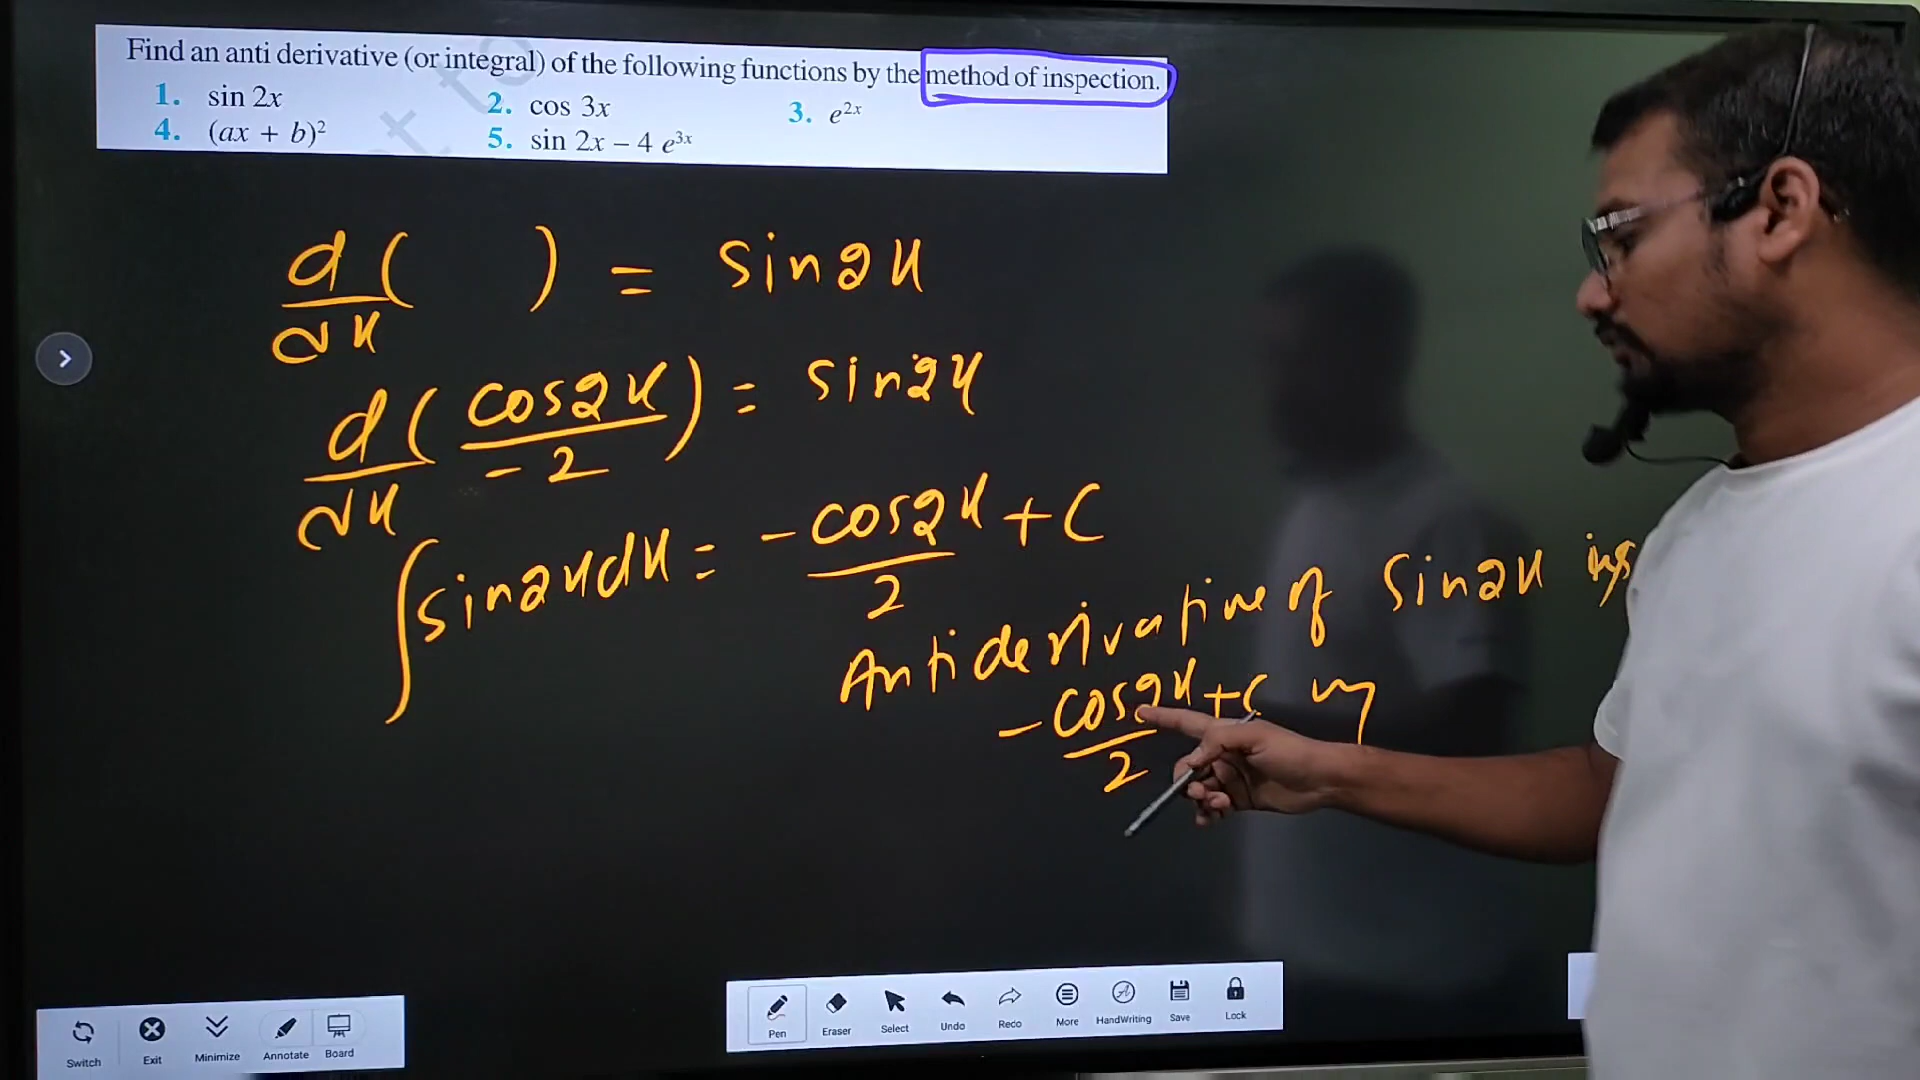 Find an anti derivative (or integral) of the following functions by the method of inspection.
1. sin 2x 2. cos 3x 3. e^{2x}
4. (ax + b)² 5. sin 2x – 4 e^{3x}
d/dx ( ) = sin2x
d/dx (cos2x/-2) = sin2x
∫sin2xdx = -cos2x/2 + C
Antiderivative of sin2x
-cos2x/2 + C
Switch Exit Minimize Annotate Board
Pen Eraser Select Undo Redo More HandWriting Save Lock